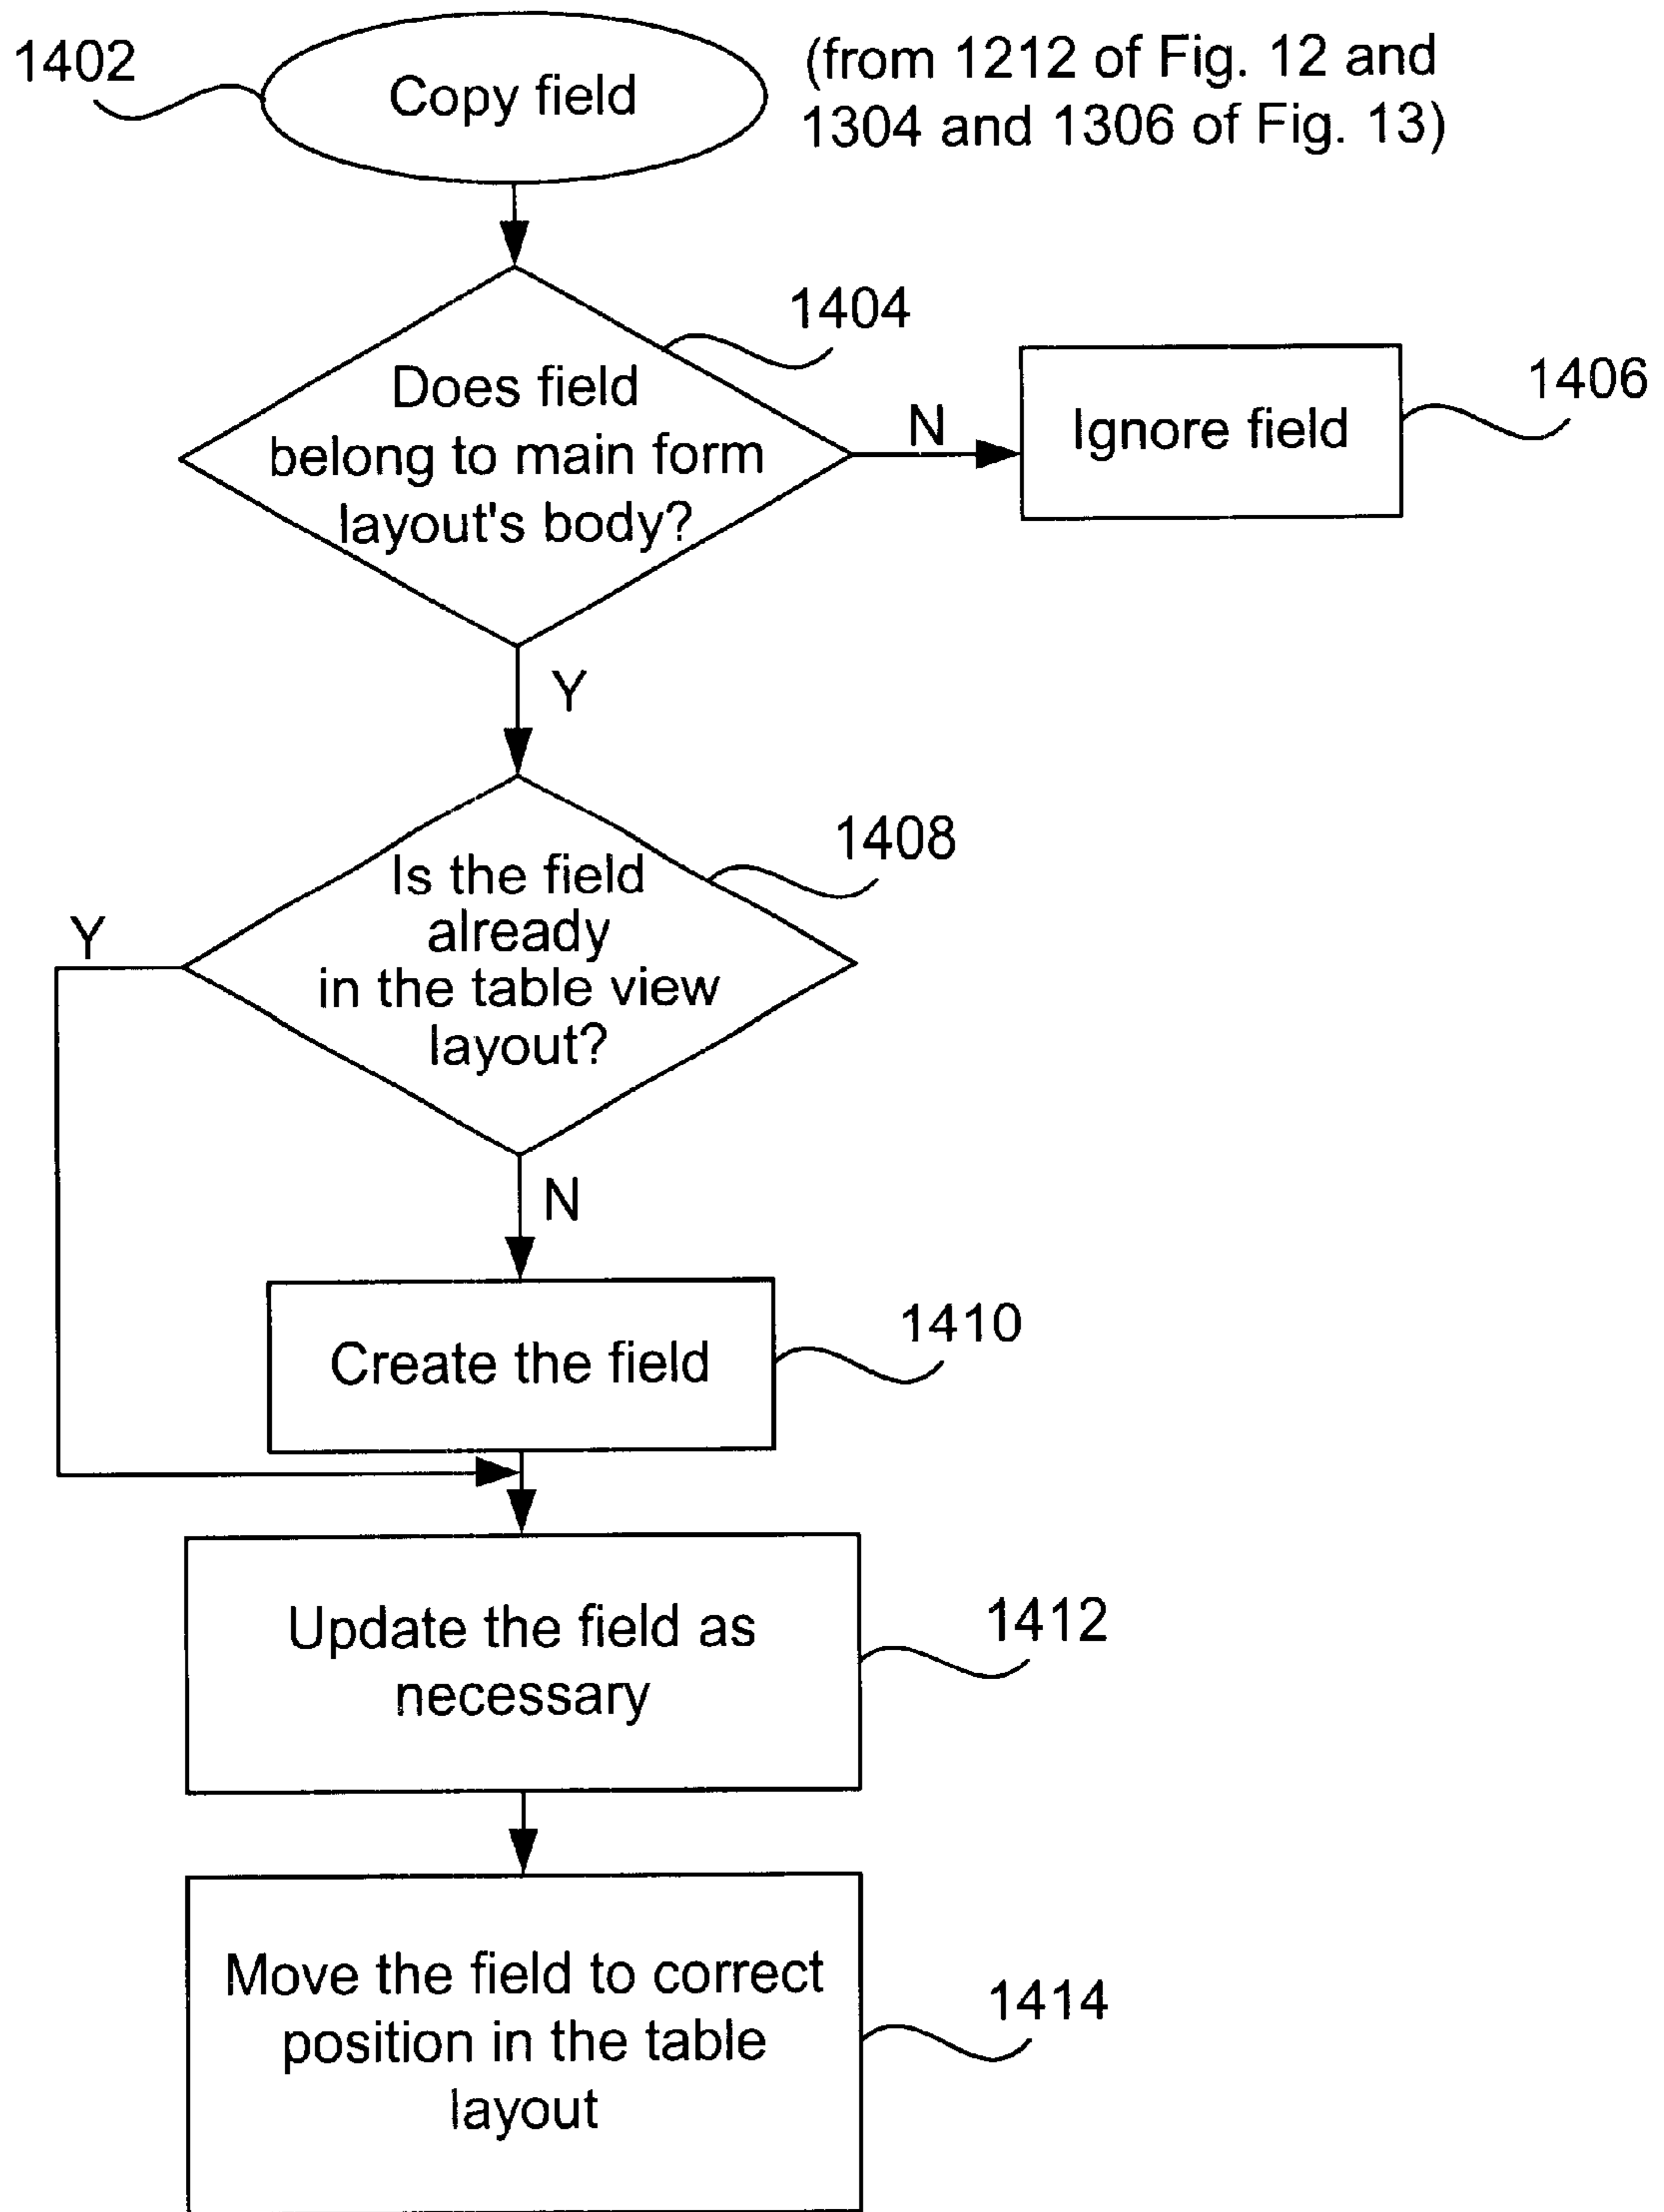 1402
Copy field
(from 1212 of Fig. 12 and
1304 and 1306 of Fig. 13)
1404
Does field
belong to main form
layout's body?
N
Ignore field
1406
Y
1408
Is the field
already
in the table view
layout?
Y
N
Create the field
1410
Update the field as
necessary
1412
Move the field to correct
position in the table
layout
1414